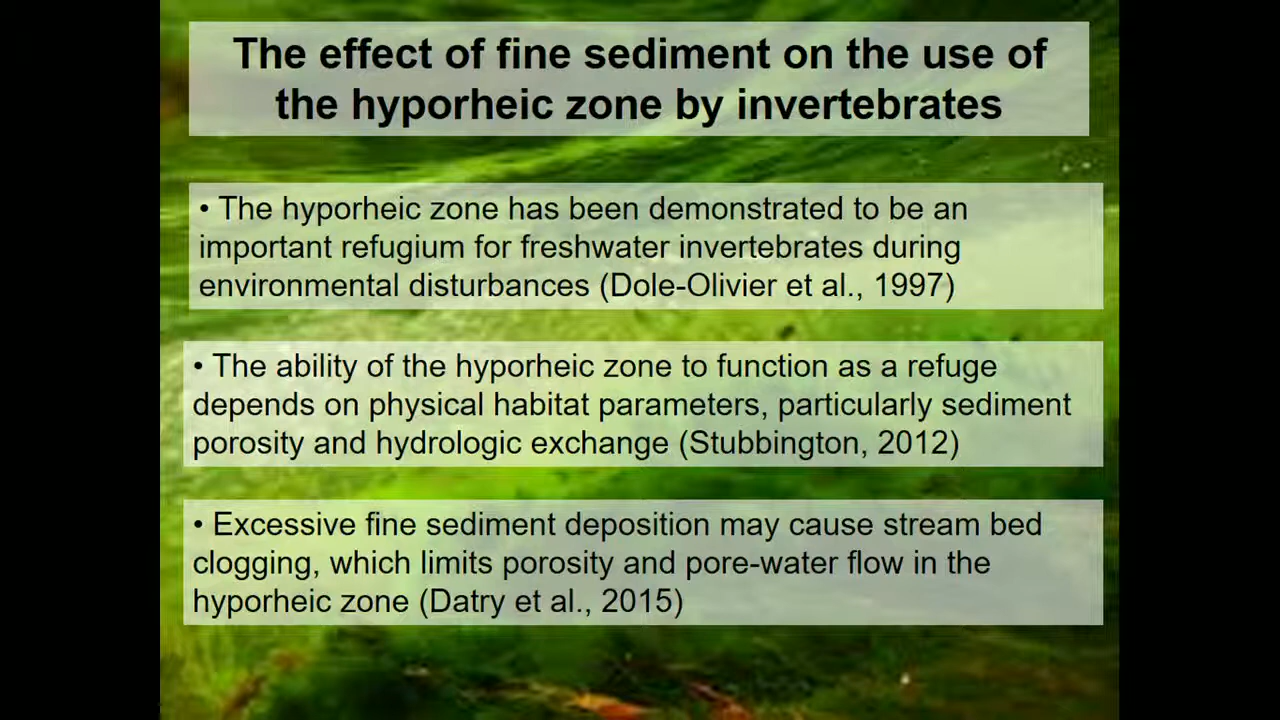 The effect of fine sediment on the use of
the hyporheic zone by invertebrates
• The hyporheic zone has been demonstrated to be an
important refugium for freshwater invertebrates during
environmental disturbances (Dole-Olivier et al., 1997)
• The ability of the hyporheic zone to function as a refuge
depends on physical habitat parameters, particularly sediment
porosity and hydrologic exchange (Stubbington, 2012)
• Excessive fine sediment deposition may cause stream bed
clogging, which limits porosity and pore-water flow in the
hyporheic zone (Datry et al., 2015)